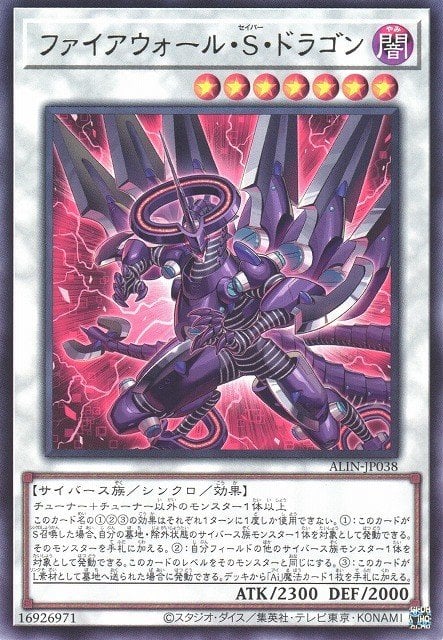 ファイアウォール・S・ドラゴン
セイバー
闇
やみ
ALIN-JP038
【サイバース族／シンクロ／効果】
チューナー＋チューナー以外のモンスター1体以上
このカード名の①②③の効果はそれぞれ1ターンに1度しか使用できない。①：このカードが
S召喚した場合、自分の墓地・除外状態のサイバース族モンスター1体を対象として発動できる。
そのモンスターを手札に加える。②：自分フィールドの他のサイバース族モンスター1体を
対象として発動できる。このカードのレベルをそのモンスターと同じにする。③：このカードが
L素材として墓地へ送られた場合に発動できる。デッキから「Ai」魔法カード1枚を手札に加える。
ATK/2300 DEF/2000
16926971
©スタジオ・ダイス／集英社・テレビ東京・KONAMI